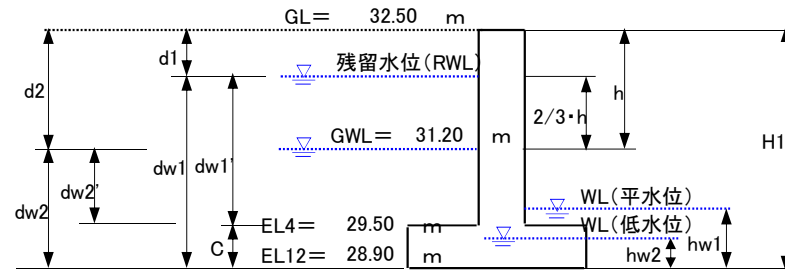 GL＝ 32.50 m
d1
残留水位(RWL)
d2
h
2/3･h
GWL＝ 31.20 m
H1
dw1'
dw1
dw2'
WL(平水位)
dw2
EL4＝ 29.50 m
WL(低水位)
C
hw1
EL12＝ 28.90 m
hw2